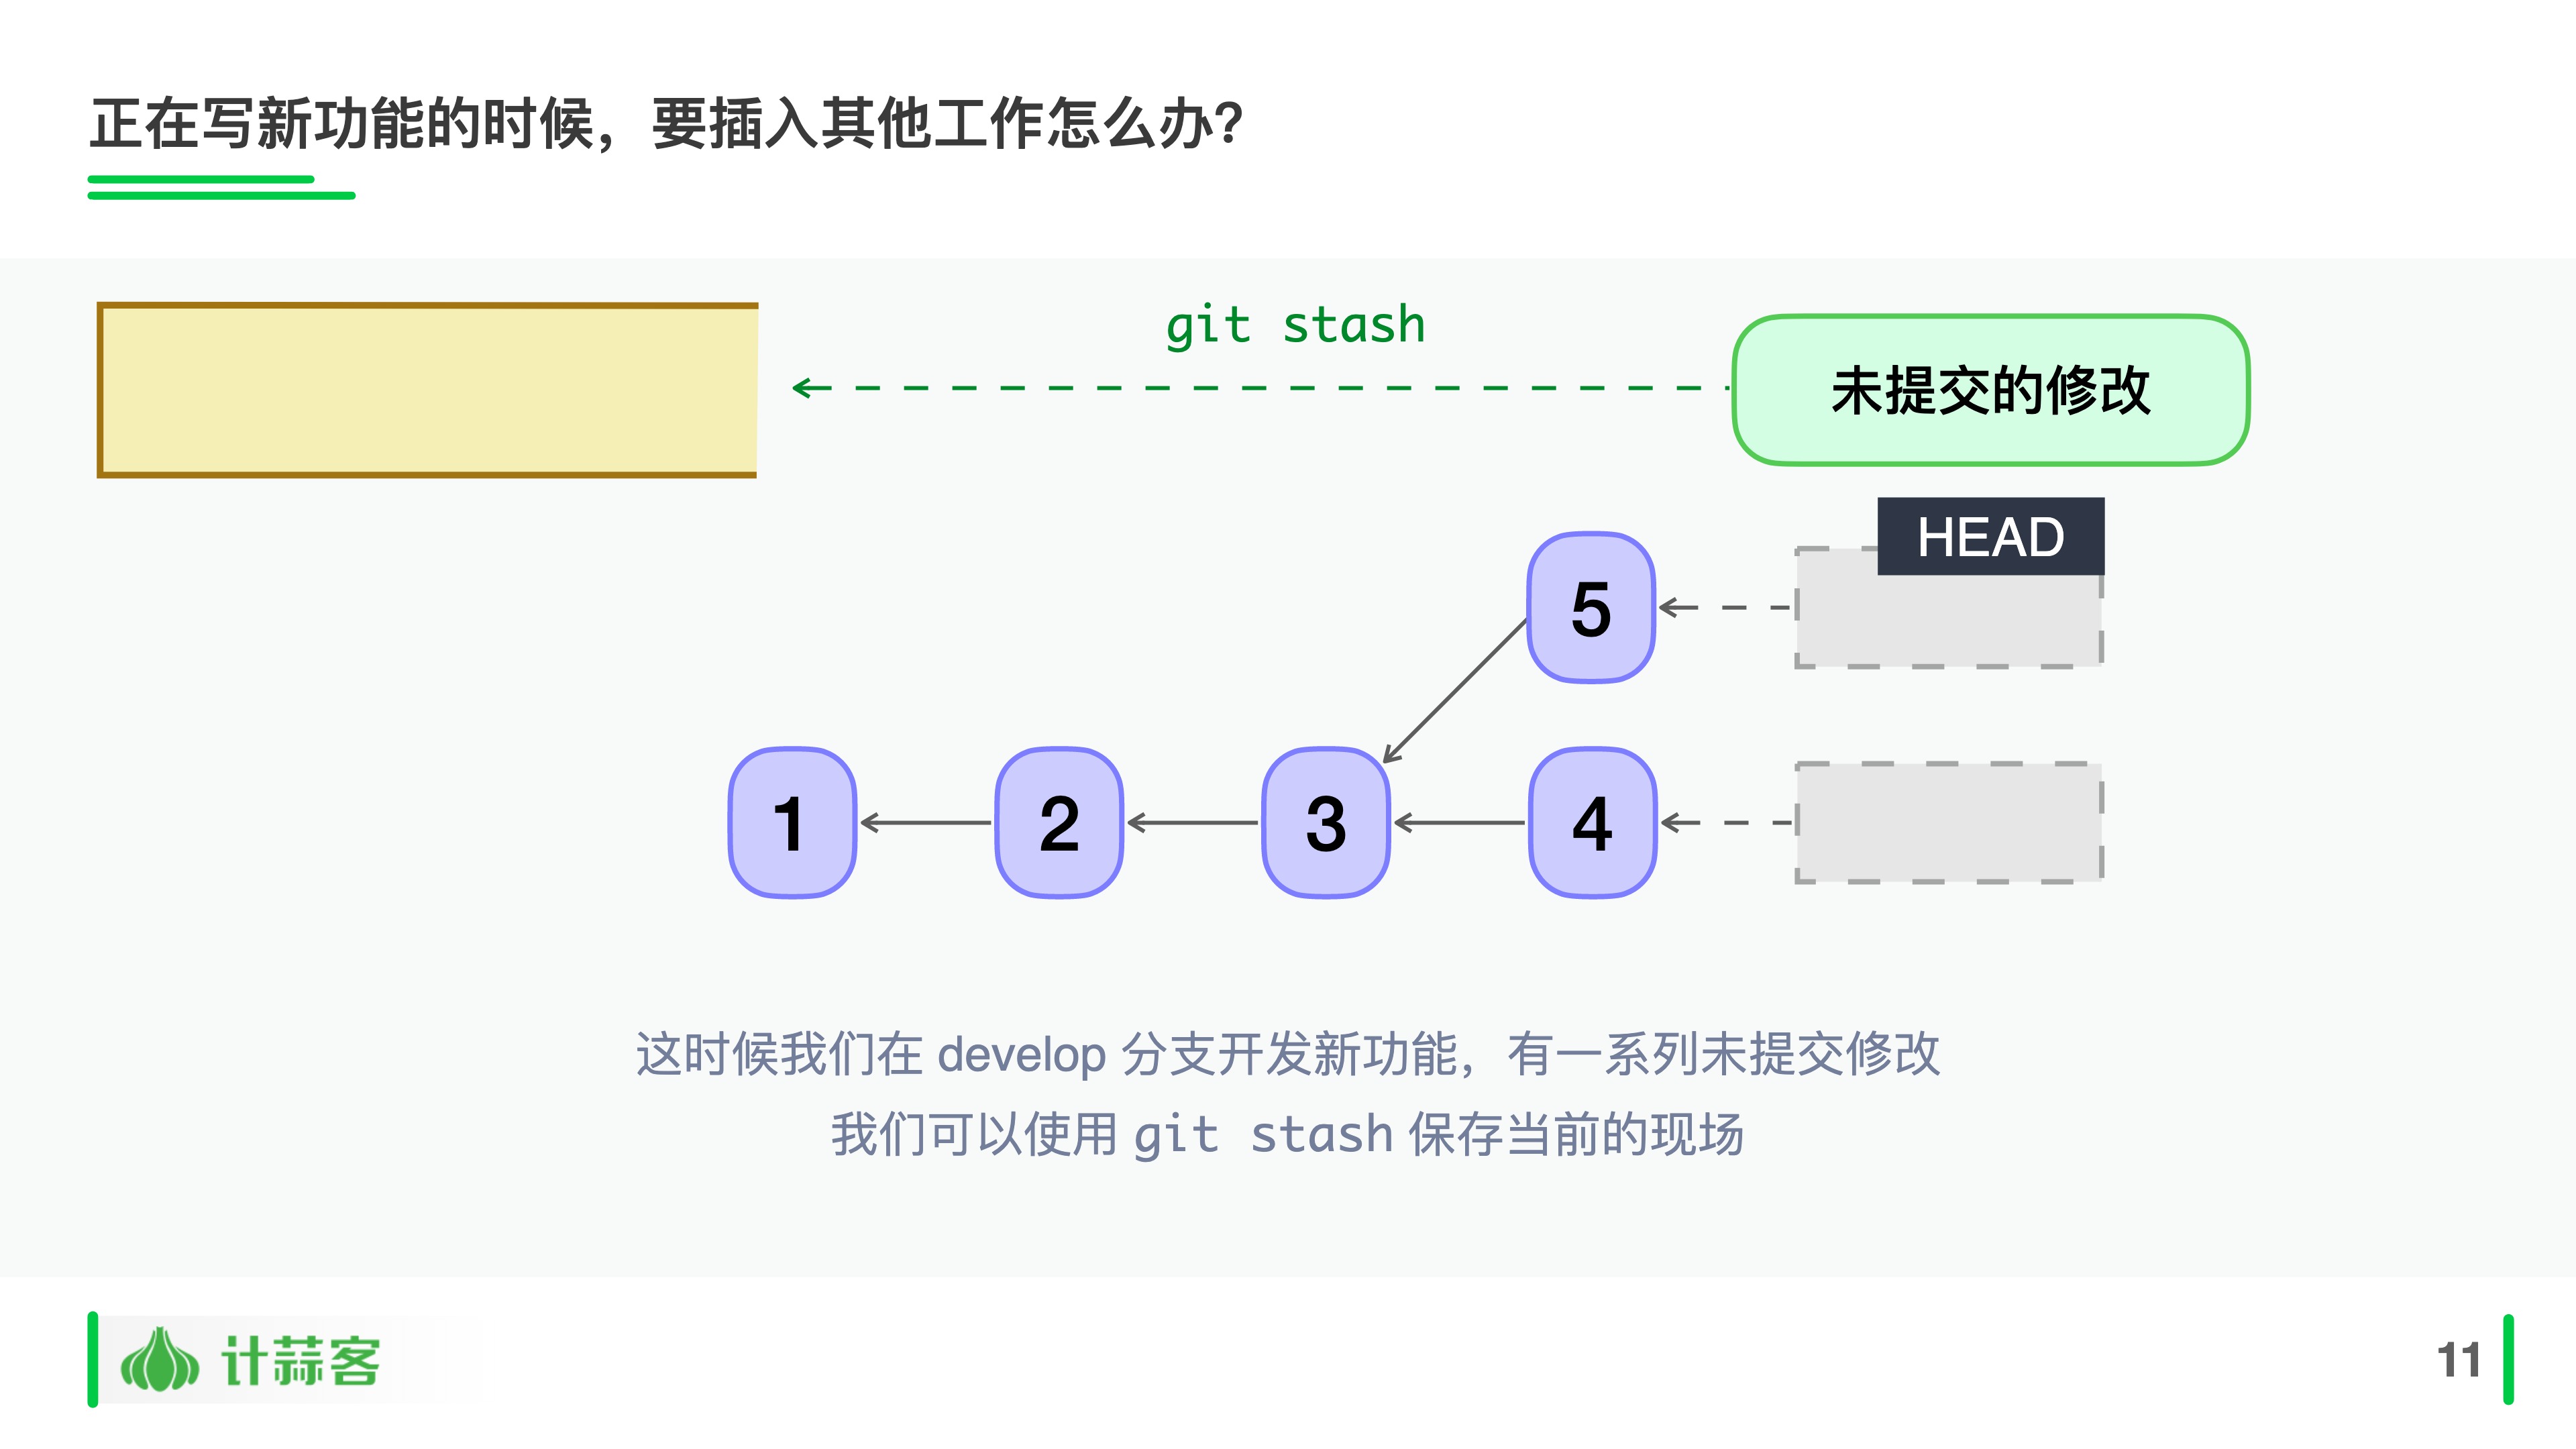 正在写新功能的时候，要插入其他工作怎么办？
git stash
未提交的修改
HEAD
5
1
2
3
4
这时候我们在 develop 分支开发新功能，有一系列未提交修改
我们可以使用 git stash 保存当前的现场
计蒜客
11